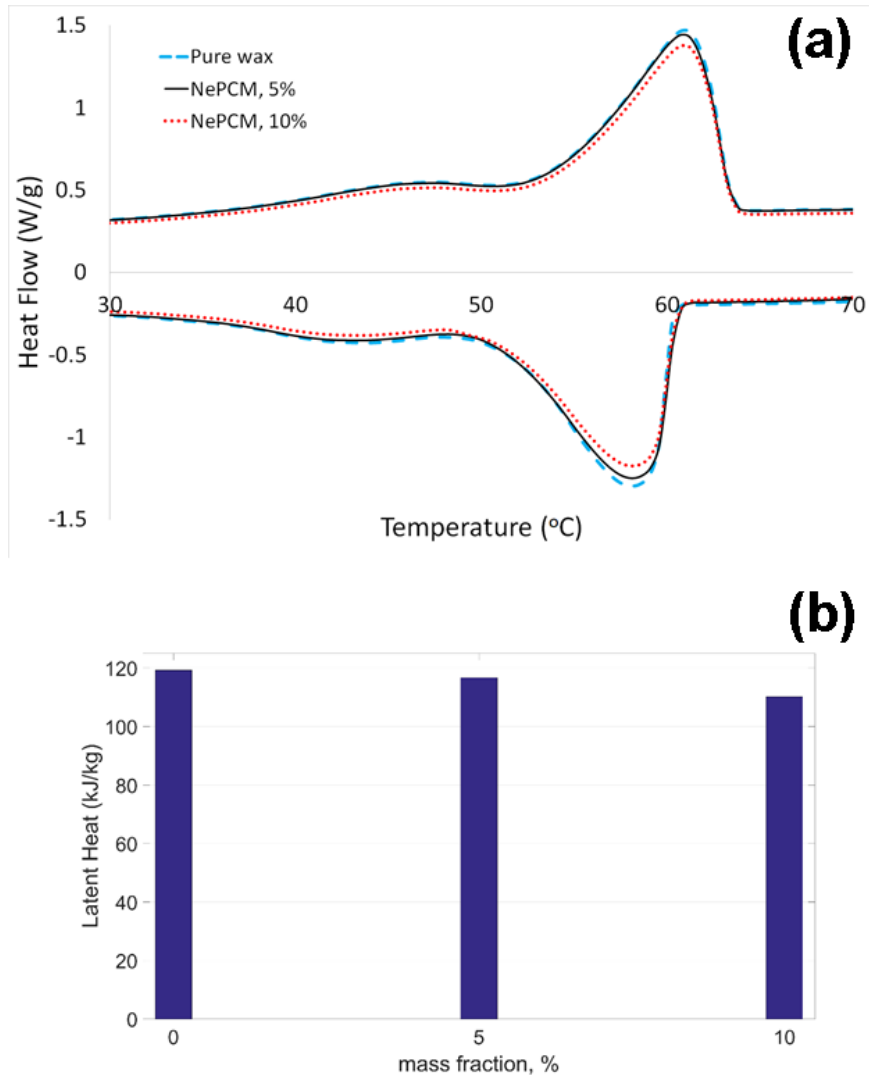 (a)
1.5
Pure wax
NePCM, 5%
NePCM, 10%
1
0.5
0
-0.5
-1
-1.5
Heat Flow (W/g)
30 40 50 60 70
Temperature (ºC)
(b)
120
100
80
60
40
20
0
Latent Heat (kJ/kg)
0 5 10
mass fraction, %